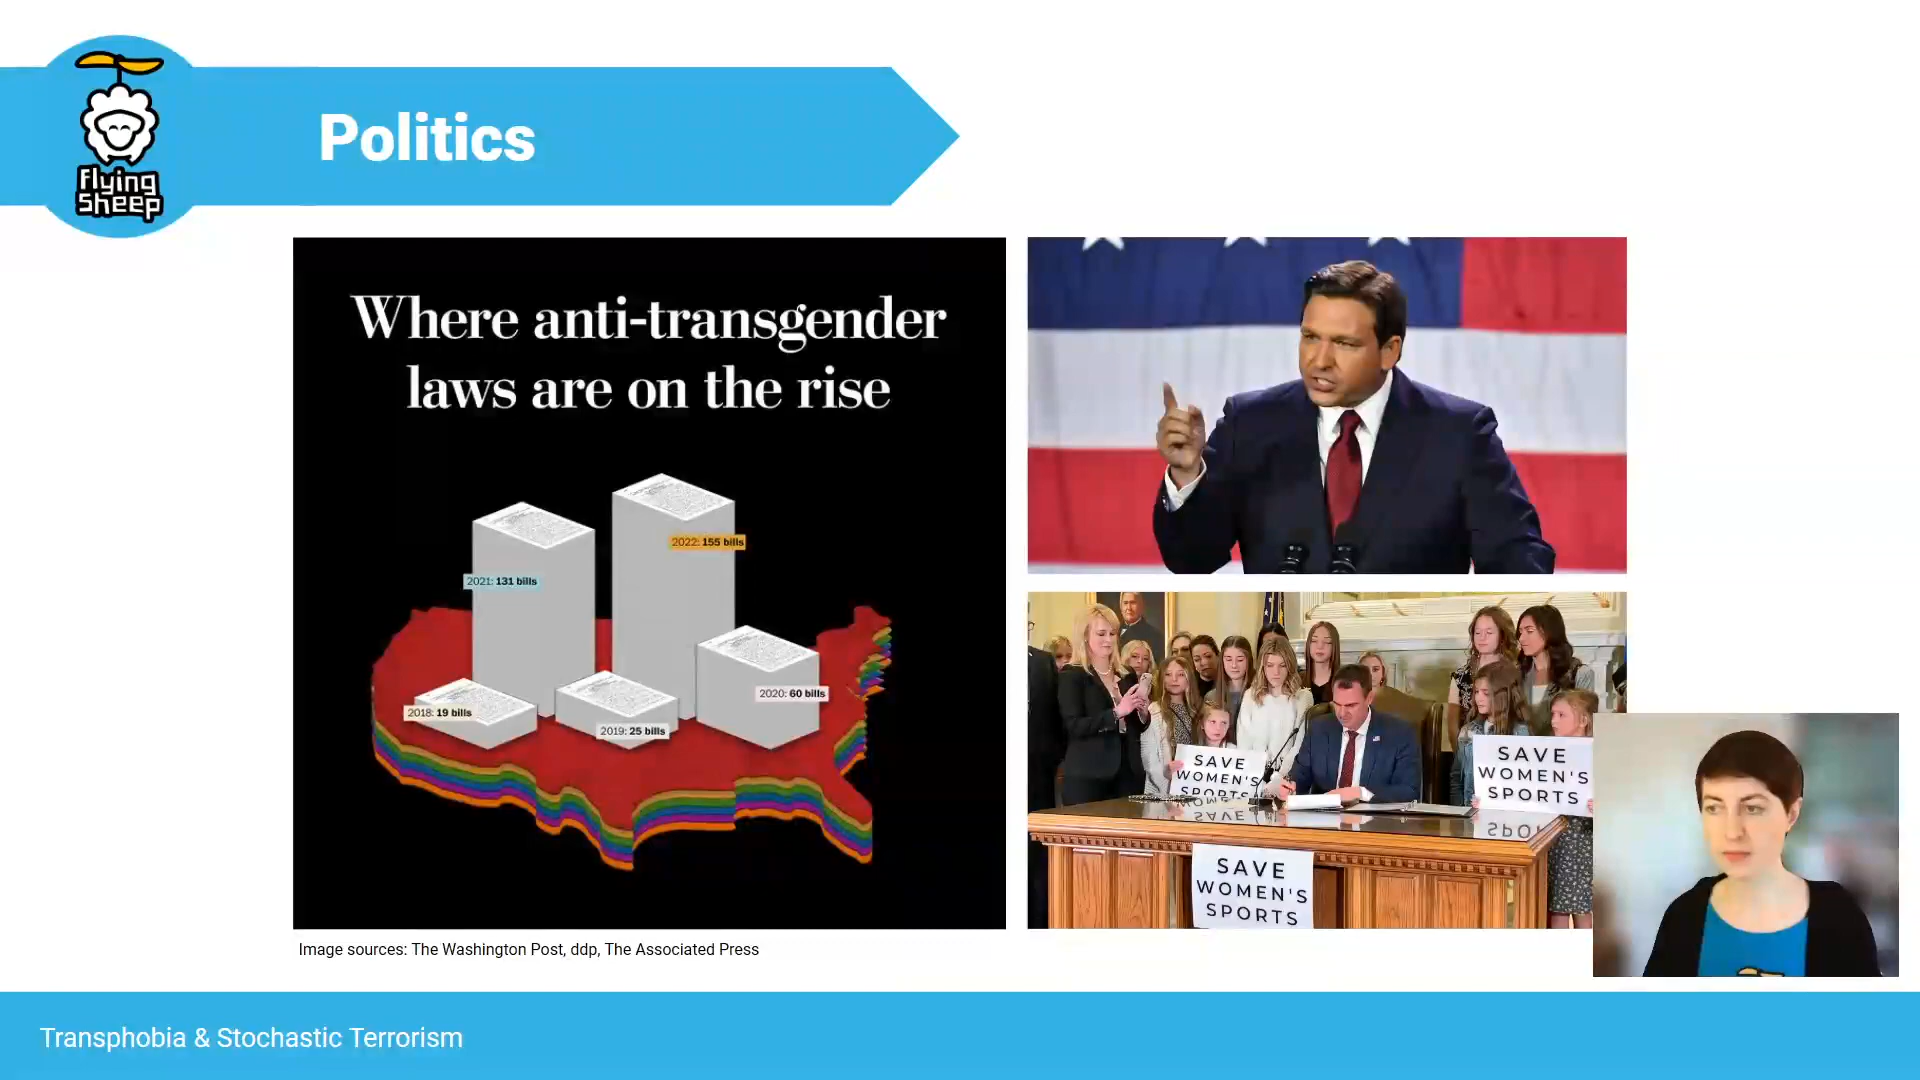 Flying
Sheep
Politics
Where anti-transgender
laws are on the rise
2022: 155 bills
2021: 131 bills
2020: 60 bills
2018: 19 bills
2019: 25 bills
SAVE
WOMEN'S
SPORTS
SAVE
WOMEN'S
SPORTS
SAVE
WOMEN'S
SPORTS
Image sources: The Washington Post, ddp, The Associated Press
Transphobia & Stochastic Terrorism